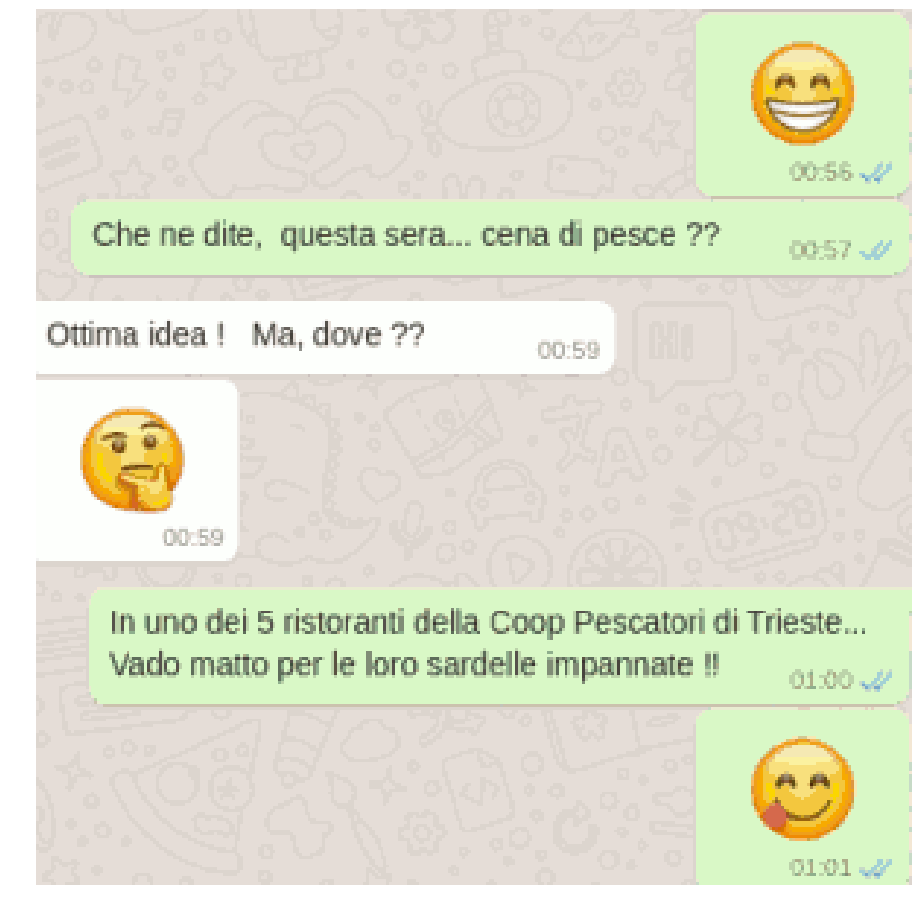 00:56
Che ne dite, questa sera... cena di pesce ??
00:57
Ottima idea ! Ma, dove ??
00:59
00:59
In uno dei 5 ristoranti della Coop Pescatori di Trieste...
Vado matto per le loro sardelle impannate !!
01:00
01:01